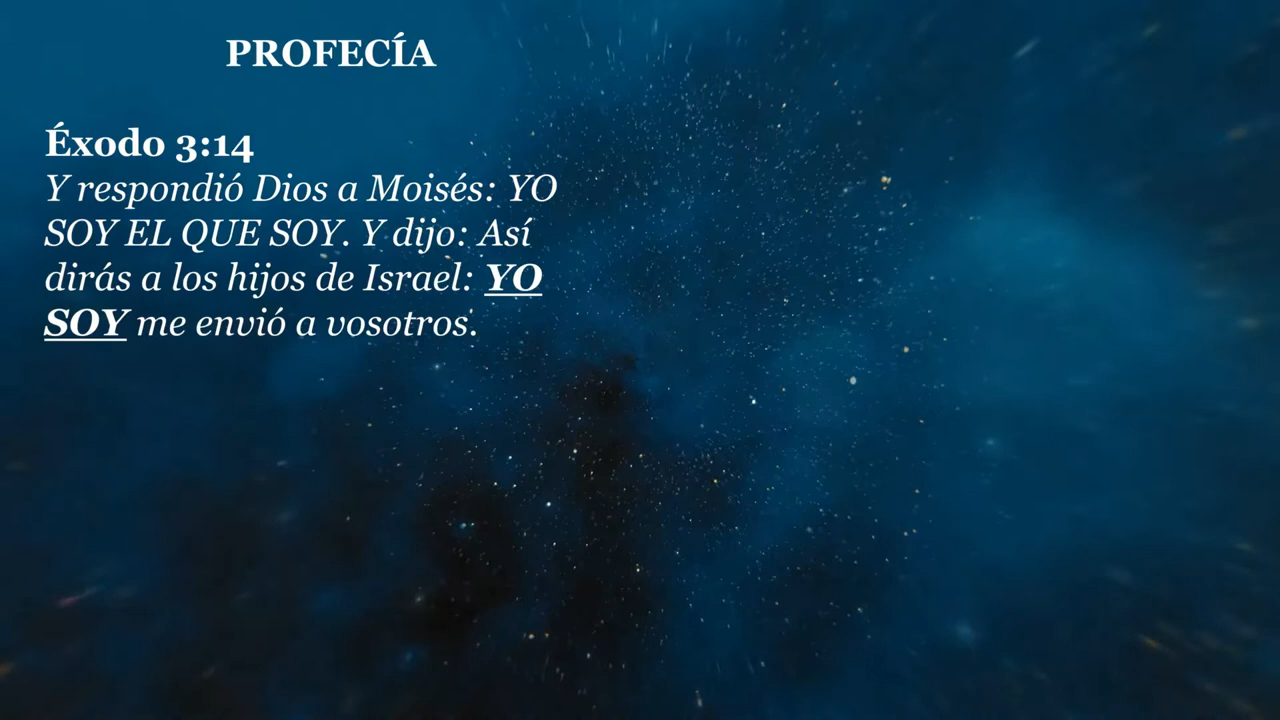 PROFECÍA
Éxodo 3:14
Y respondió Dios a Moisés: YO
SOY EL QUE SOY. Y dijo: Así
dirás a los hijos de Israel: YO
SOY me envió a vosotros.